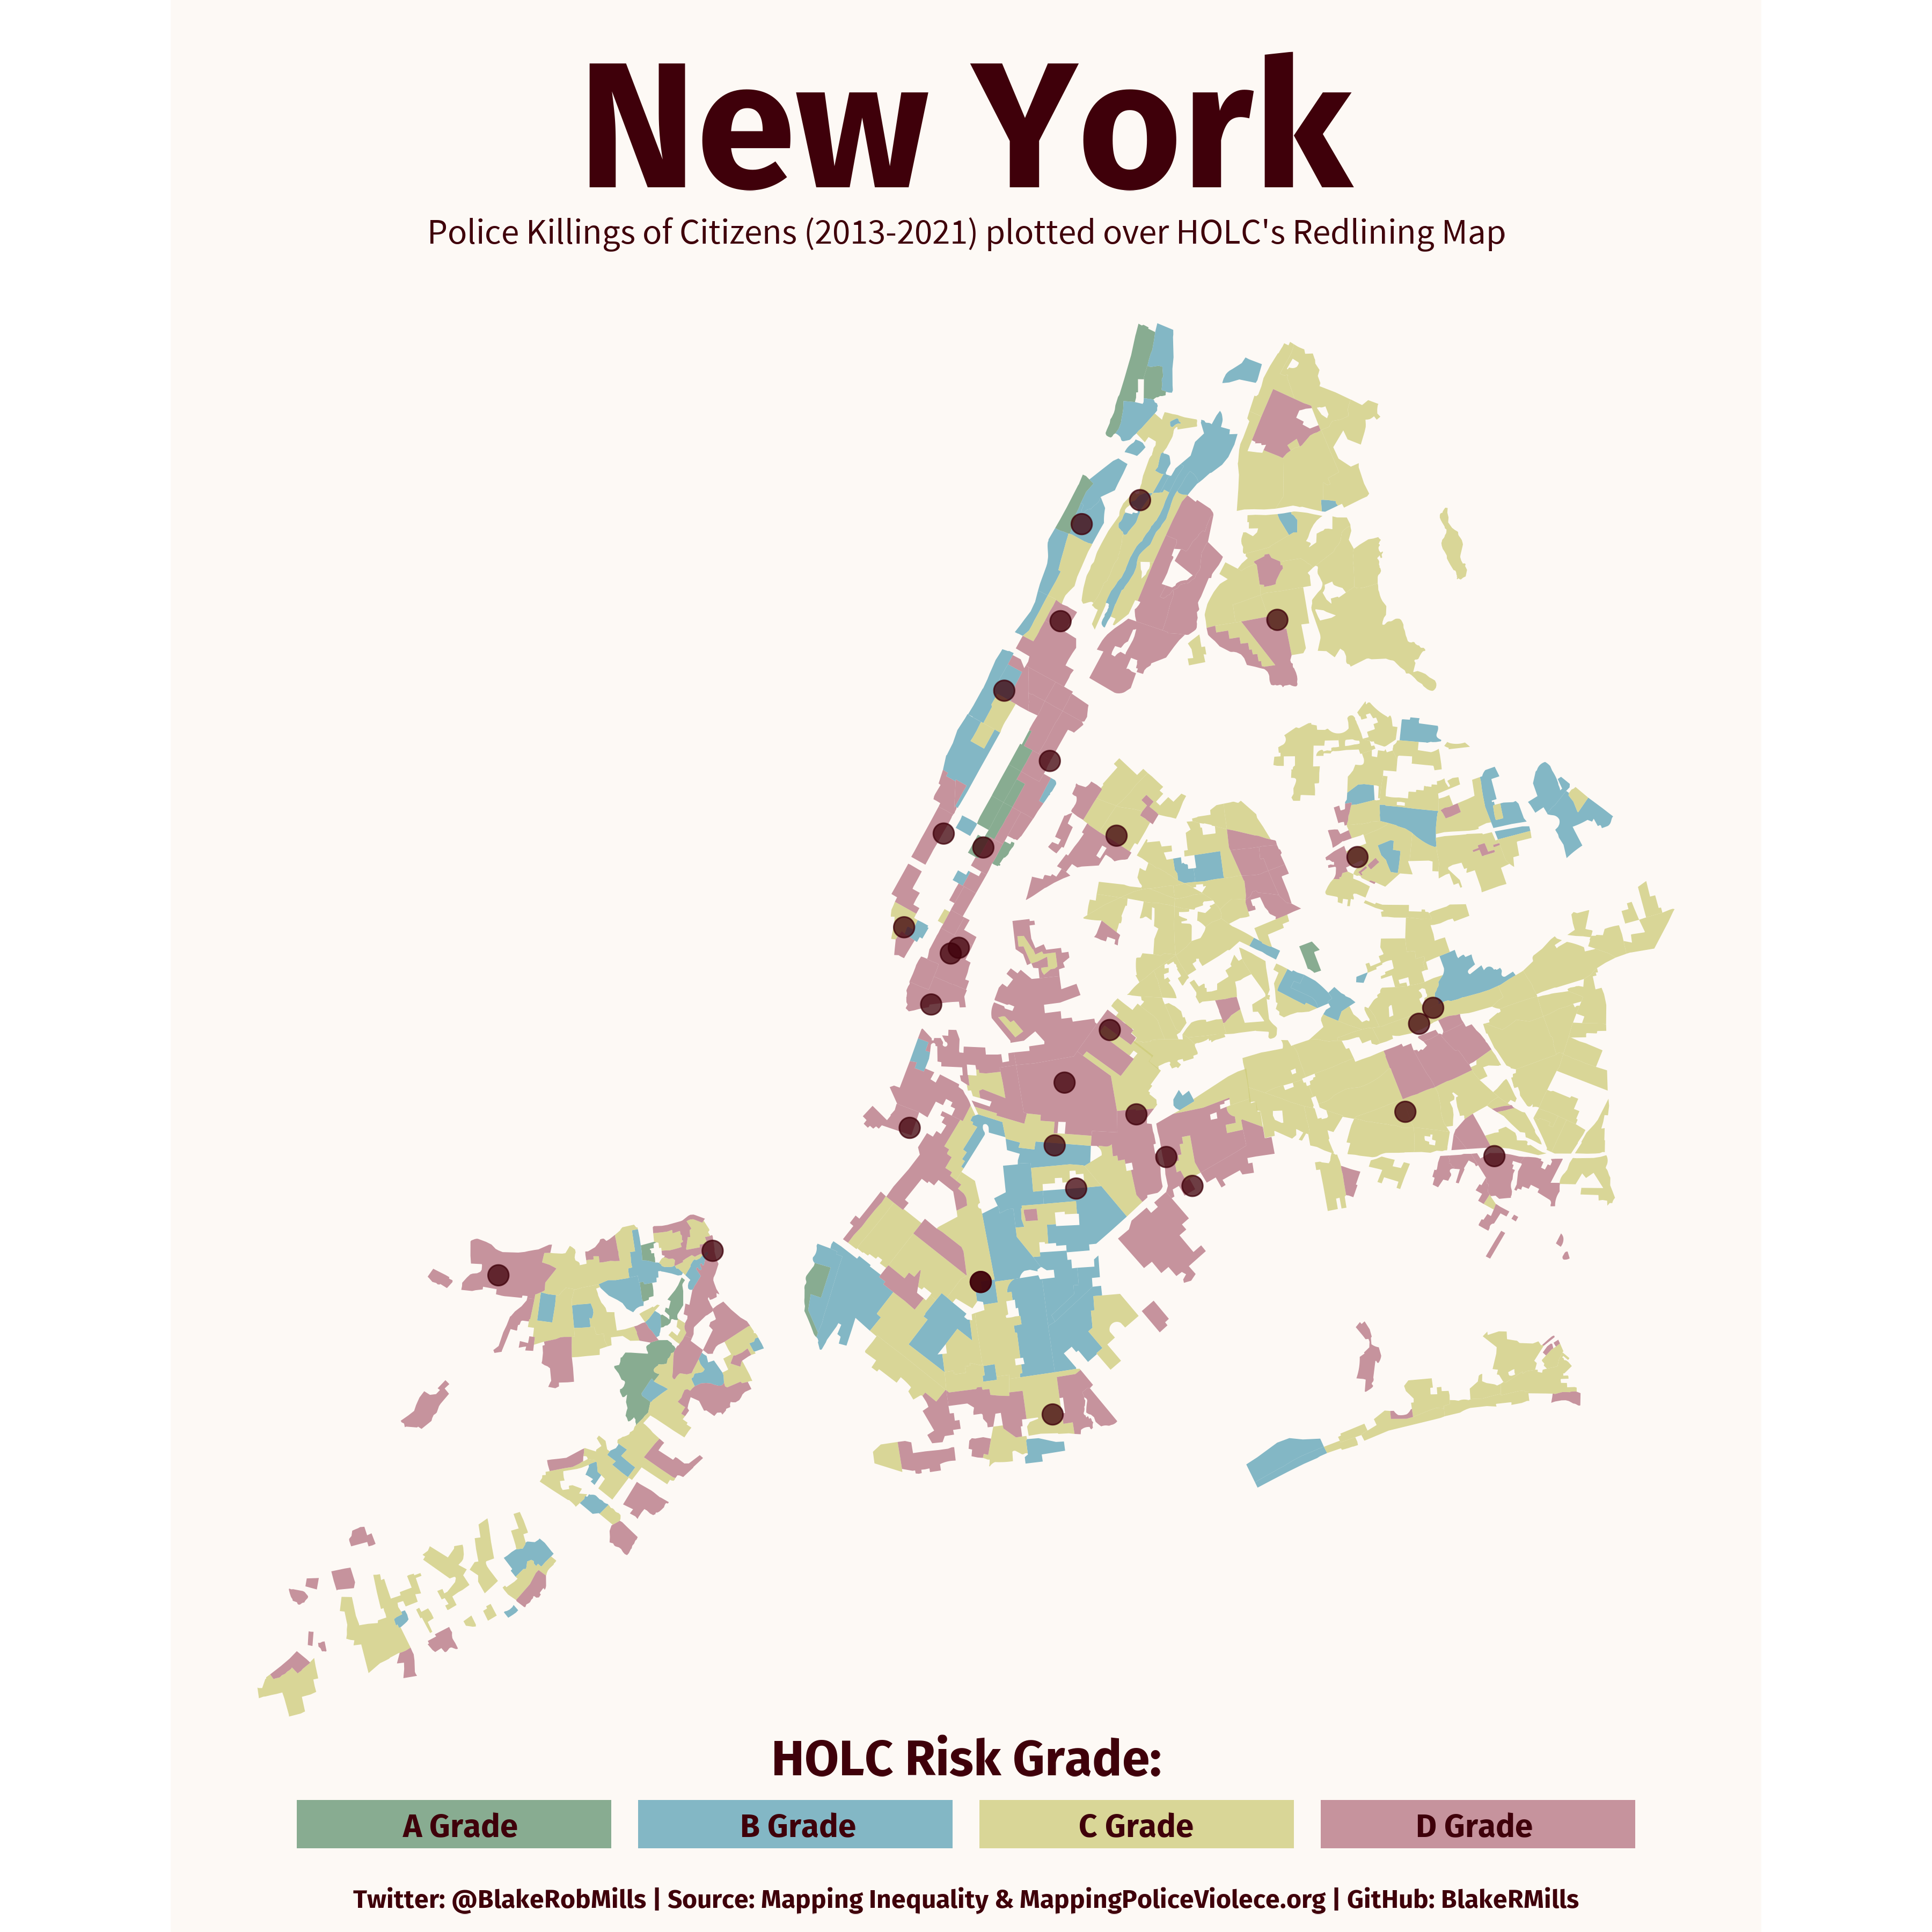 New York
Police Killings of Citizens (2013-2021) plotted over HOLC's Redlining Map
HOLC Risk Grade:
A Grade
B Grade
C Grade
D Grade
Twitter: @BlakeRobMills | Source: Mapping Inequality & MappingPoliceViolece.org | GitHub: BlakeRMills